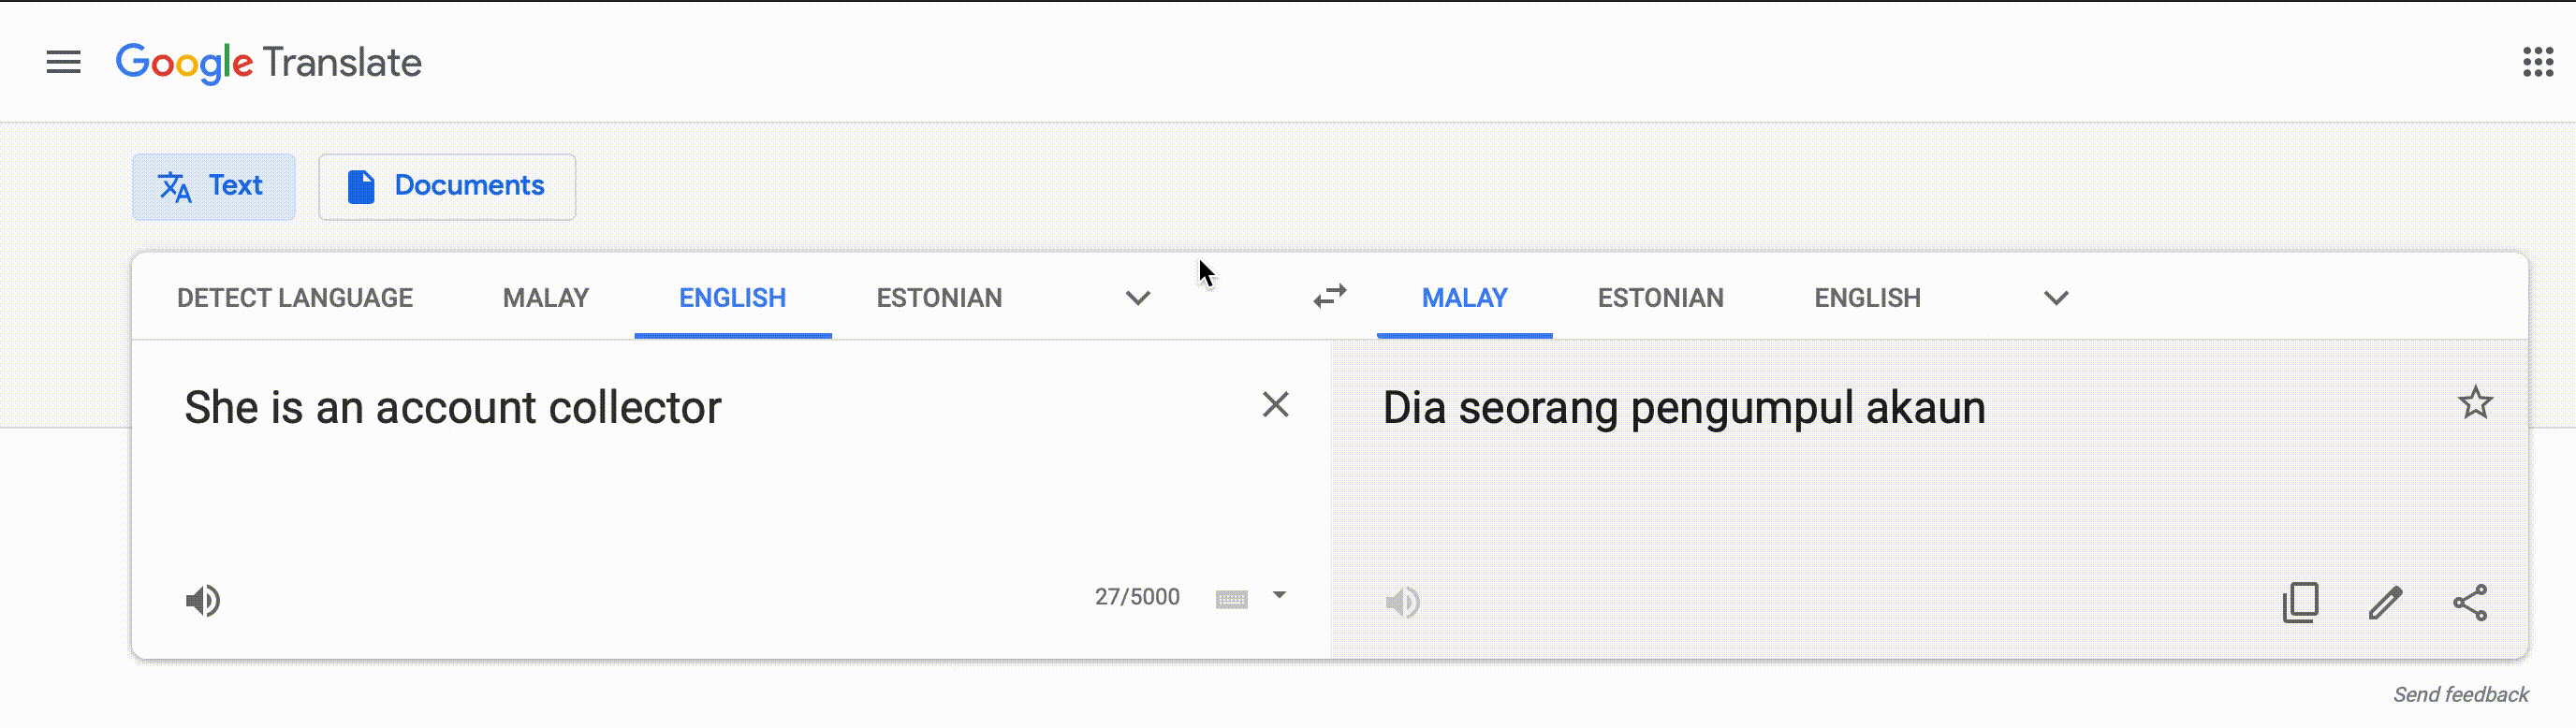 Google Translate
Text
Documents
DETECT LANGUAGE MALAY ENGLISH ESTONIAN
MALAY ESTONIAN ENGLISH
She is an account collector
Dia seorang pengumpul akaun
27/5000
Send feedback